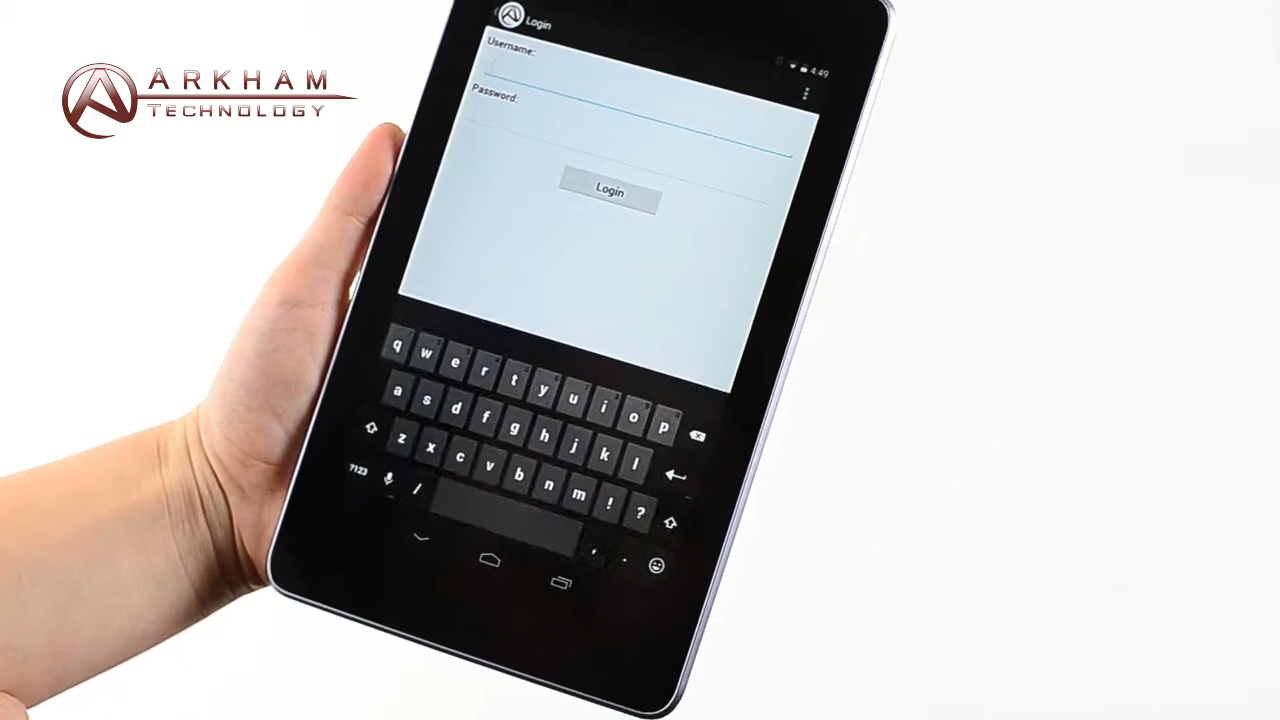 ARKHAM
TECHNOLOGY
Login
4:49
Username:
Password:
Login
q w e r t y u i o p
a s d f g h j k l
z x c v b n m ! ?
?123 / , .